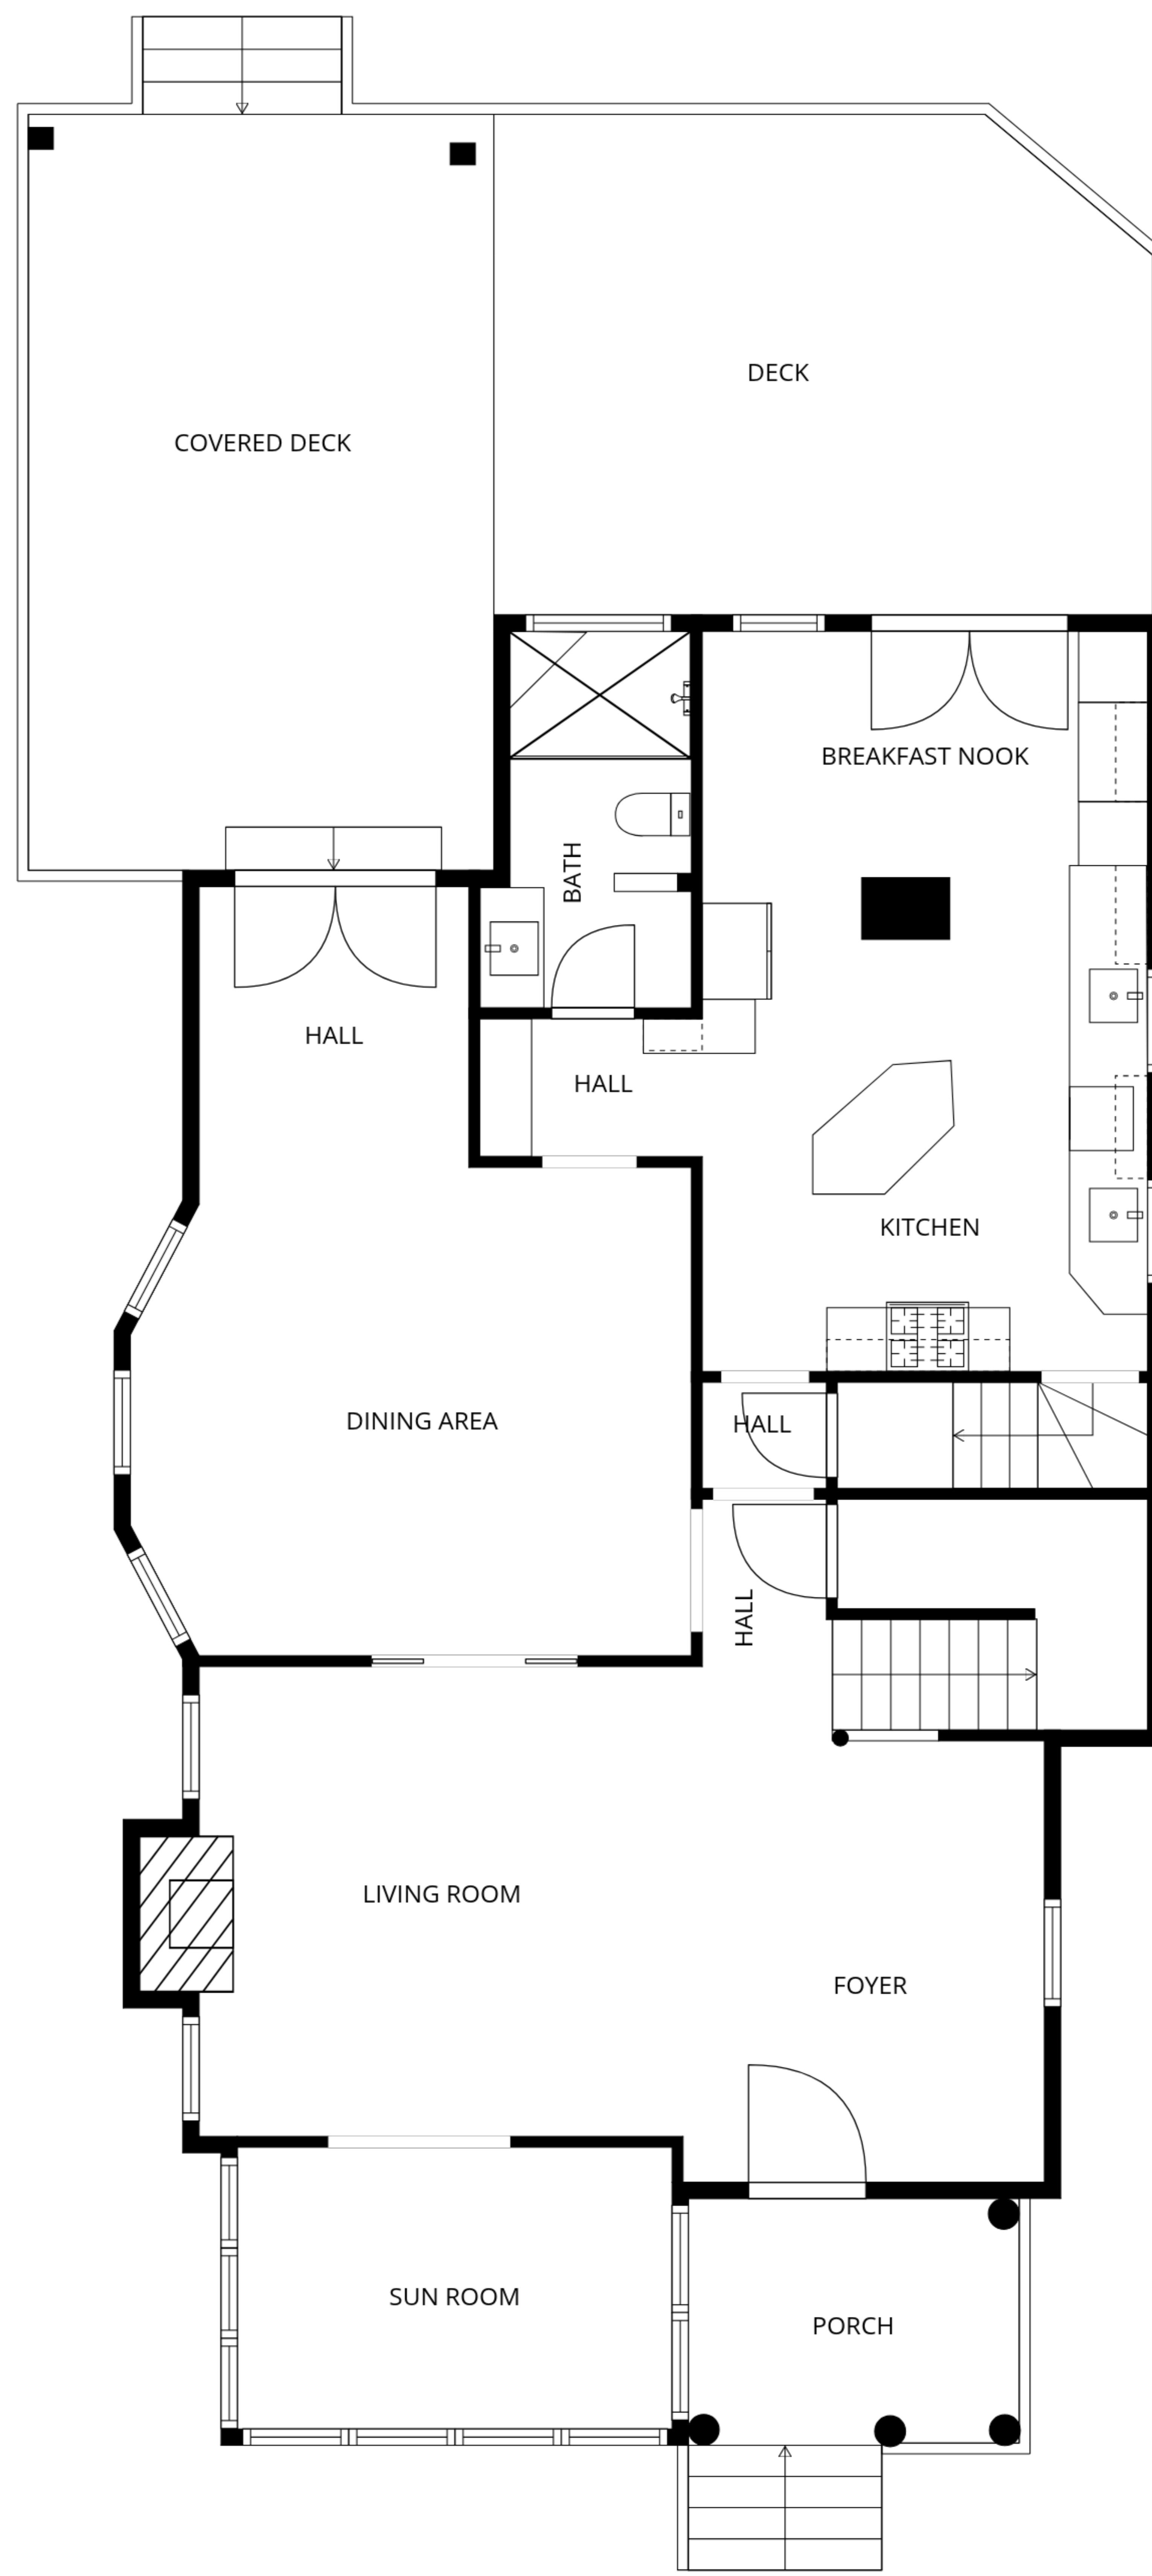 DECK
COVERED DECK
BREAKFAST NOOK
BATH
HALL
HALL
KITCHEN
DINING AREA
HALL
HALL
LIVING ROOM
FOYER
SUN ROOM
PORCH